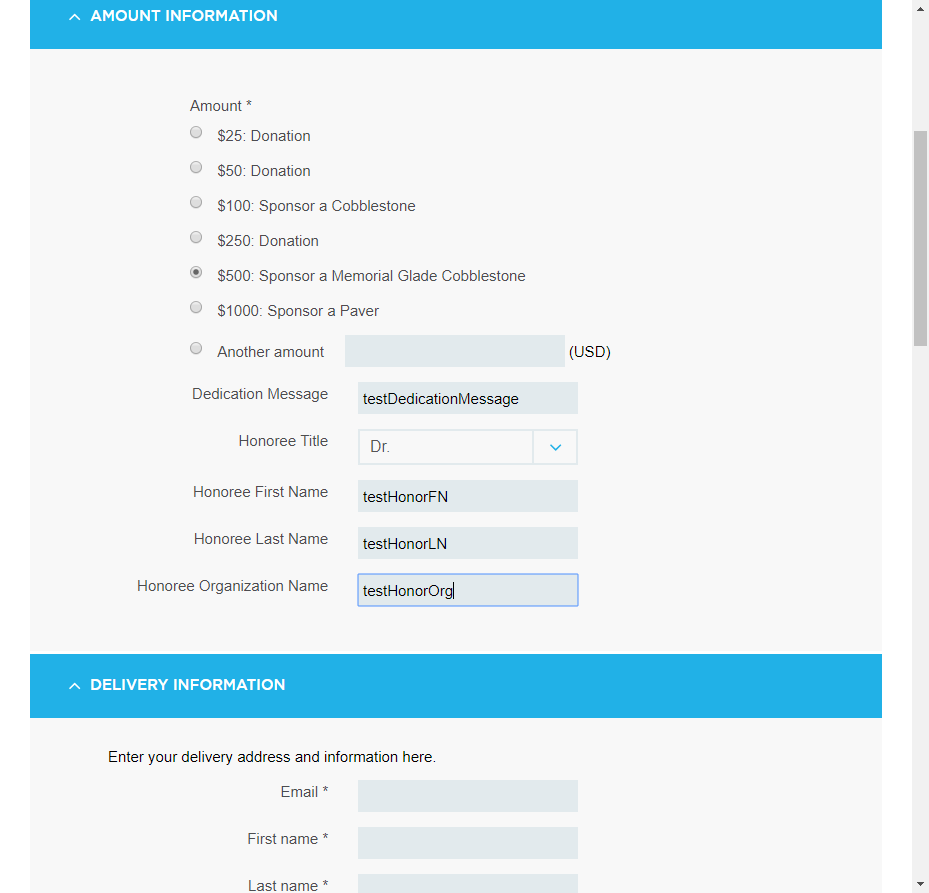 AMOUNT INFORMATION
Amount *
$25: Donation
$50: Donation
$100: Sponsor a Cobblestone
$250: Donation
$500: Sponsor a Memorial Glade Cobblestone
$1000: Sponsor a Paver
Another amount (USD)
Dedication Message testDedicationMessage
Honoree Title Dr.
Honoree First Name testHonorFN
Honoree Last Name testHonorLN
Honoree Organization Name testHonorOrg
DELIVERY INFORMATION
Enter your delivery address and information here.
Email *
First name *
Last name *